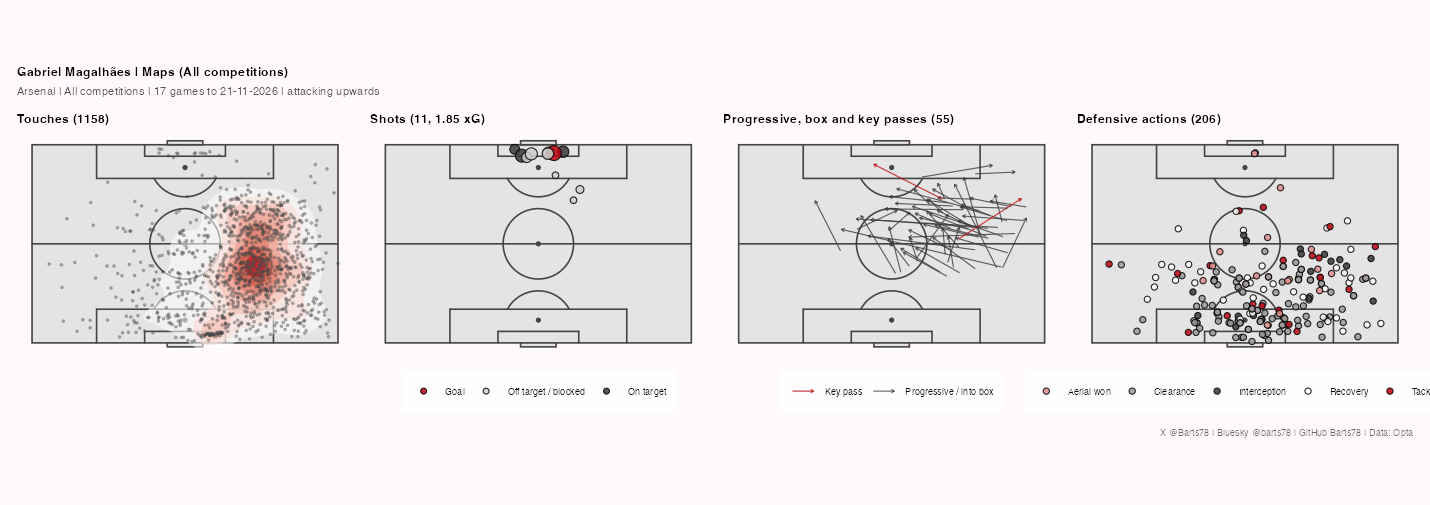 Gabriel Magalhães | Maps (All competitions)
Arsenal | All competitions | 17 games to 21-11-2026 | attacking upwards
Touches (1158)
Shots (11, 1.85 xG)
Progressive, box and key passes (55)
Defensive actions (206)
Goal
Off target / blocked
On target
Key pass
Progressive / into box
Aerial won
Clearance
Interception
Recovery
Tack
X @Barts78 | Bluesky @barts78 | GitHub Barts78 | Data: Opta